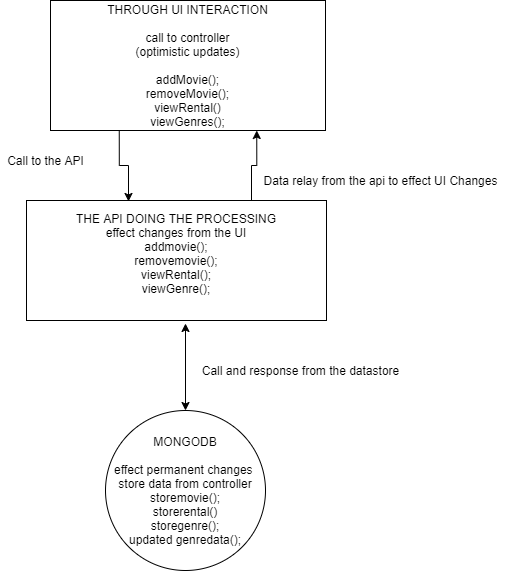 THROUGH UI INTERACTION
call to controller
(optimistic updates)
addMovie();
removeMovie();
viewRental()
viewGenres();
Call to the API
Data relay from the api to effect UI Changes
THE API DOING THE PROCESSING
effect changes from the UI
addmovie();
removemovie();
viewRental();
viewGenre();
Call and response from the datastore
MONGODB
effect permanent changes
store data from controller
storemovie();
storerental()
storegenre();
updated genredata();